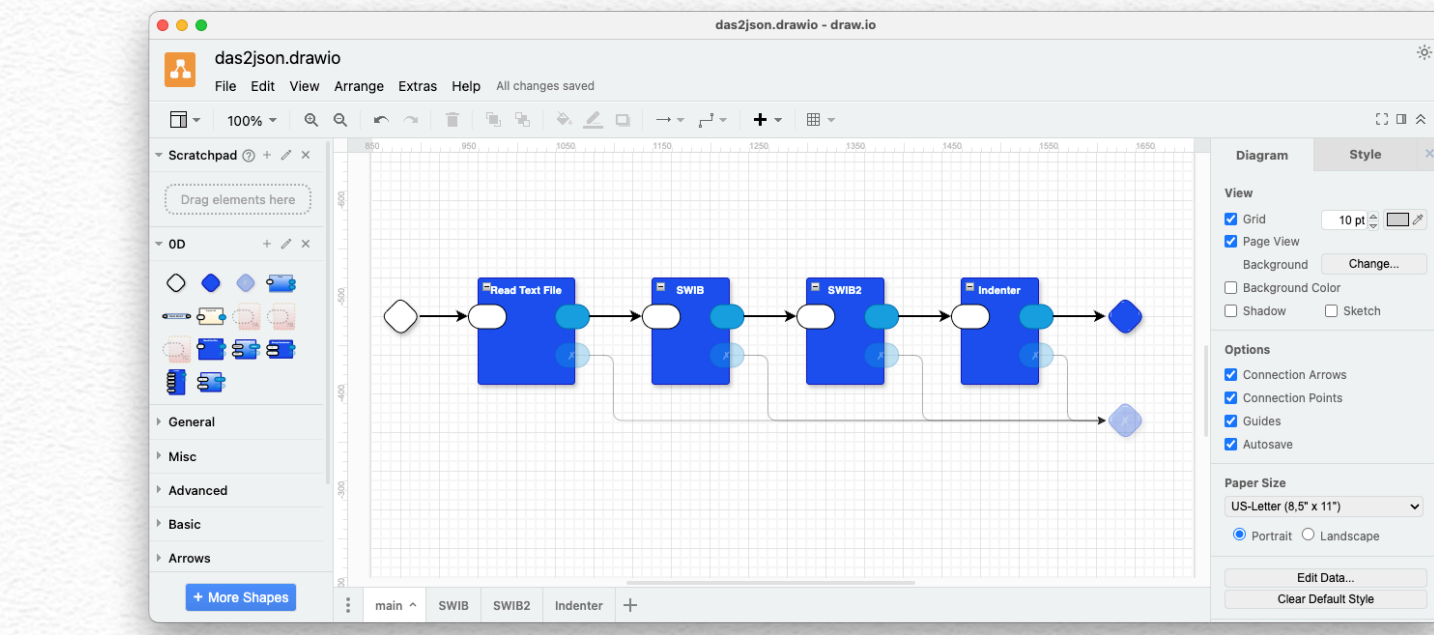 das2json.drawio - draw.io
das2json.drawio
File Edit View Arrange Extras Help All changes saved
100%
Scratchpad
Drag elements here
0D
General
Misc
Advanced
Basic
Arrows
+ More Shapes
850 950 1050 1150 1250 1350 1450 1550 1650
-600
-500
-400
-300
Read Text File
SWIB
SWIB2
Indenter
✗ ✗ ✗ ✗
✗
main SWIB SWIB2 Indenter
Diagram Style
View
Grid 10 pt
Page View
Background Change...
Background Color
Shadow Sketch
Options
Connection Arrows
Connection Points
Guides
Autosave
Paper Size
US-Letter (8,5" x 11")
Portrait Landscape
Edit Data...
Clear Default Style